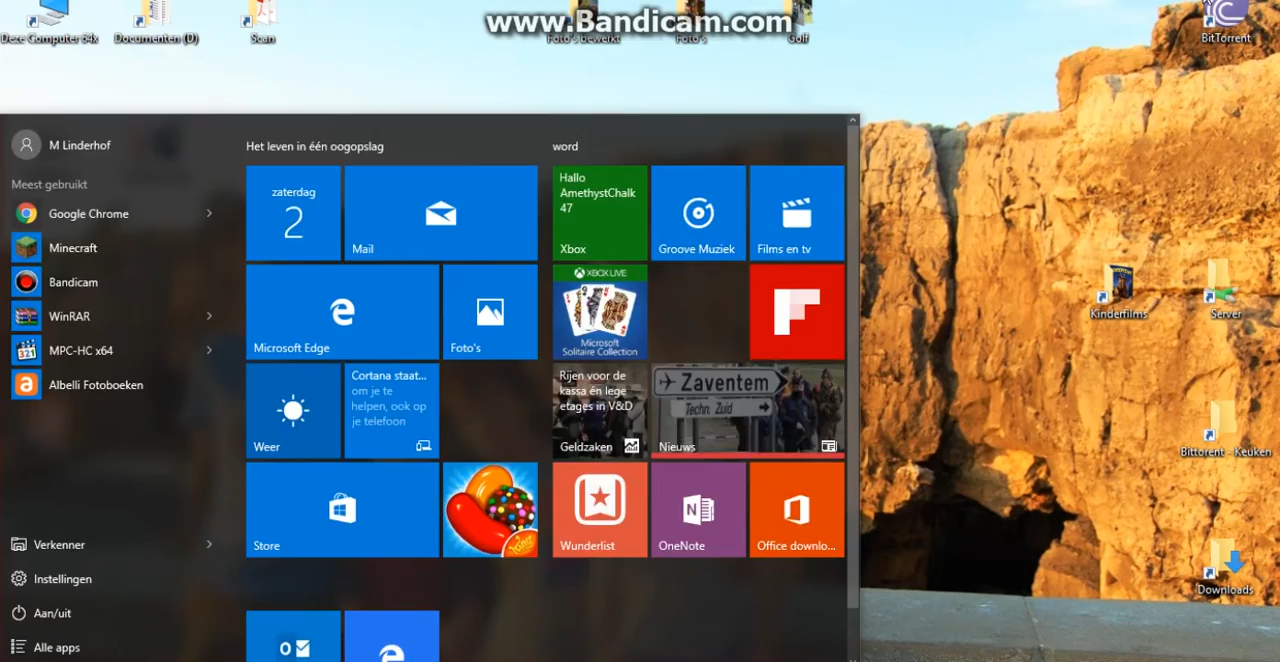 www.Bandicam.com
Deze Computer 64x
Documenten (D)
Scan
Foto's bewerkt
Foto's
Golf
BitTorrent
M Linderhof
Meest gebruikt
Google Chrome
Minecraft
Bandicam
WinRAR
321
MPC-HC x64
a
Albelli Fotoboeken
Verkenner
Instellingen
Aan/uit
Alle apps
Het leven in één oogopslag
zaterdag
2
Mail
Microsoft Edge
Foto's
Weer
Cortana staat...
om je te
helpen, ook op
je telefoon
Store
King
word
Hallo
AmethystChalk
47
Xbox
Groove Muziek
Films en tv
XBOX LIVE
Microsoft
Solitaire Collection
Rijen voor de
kassa én lege
etages in V&D
Geldzaken
Zaventem
Techn. Zuid
Nieuws
Wunderlist
N
OneNote
Office downlo...
Kinderfilms
Server
Bittorent - Keuken
Downloads